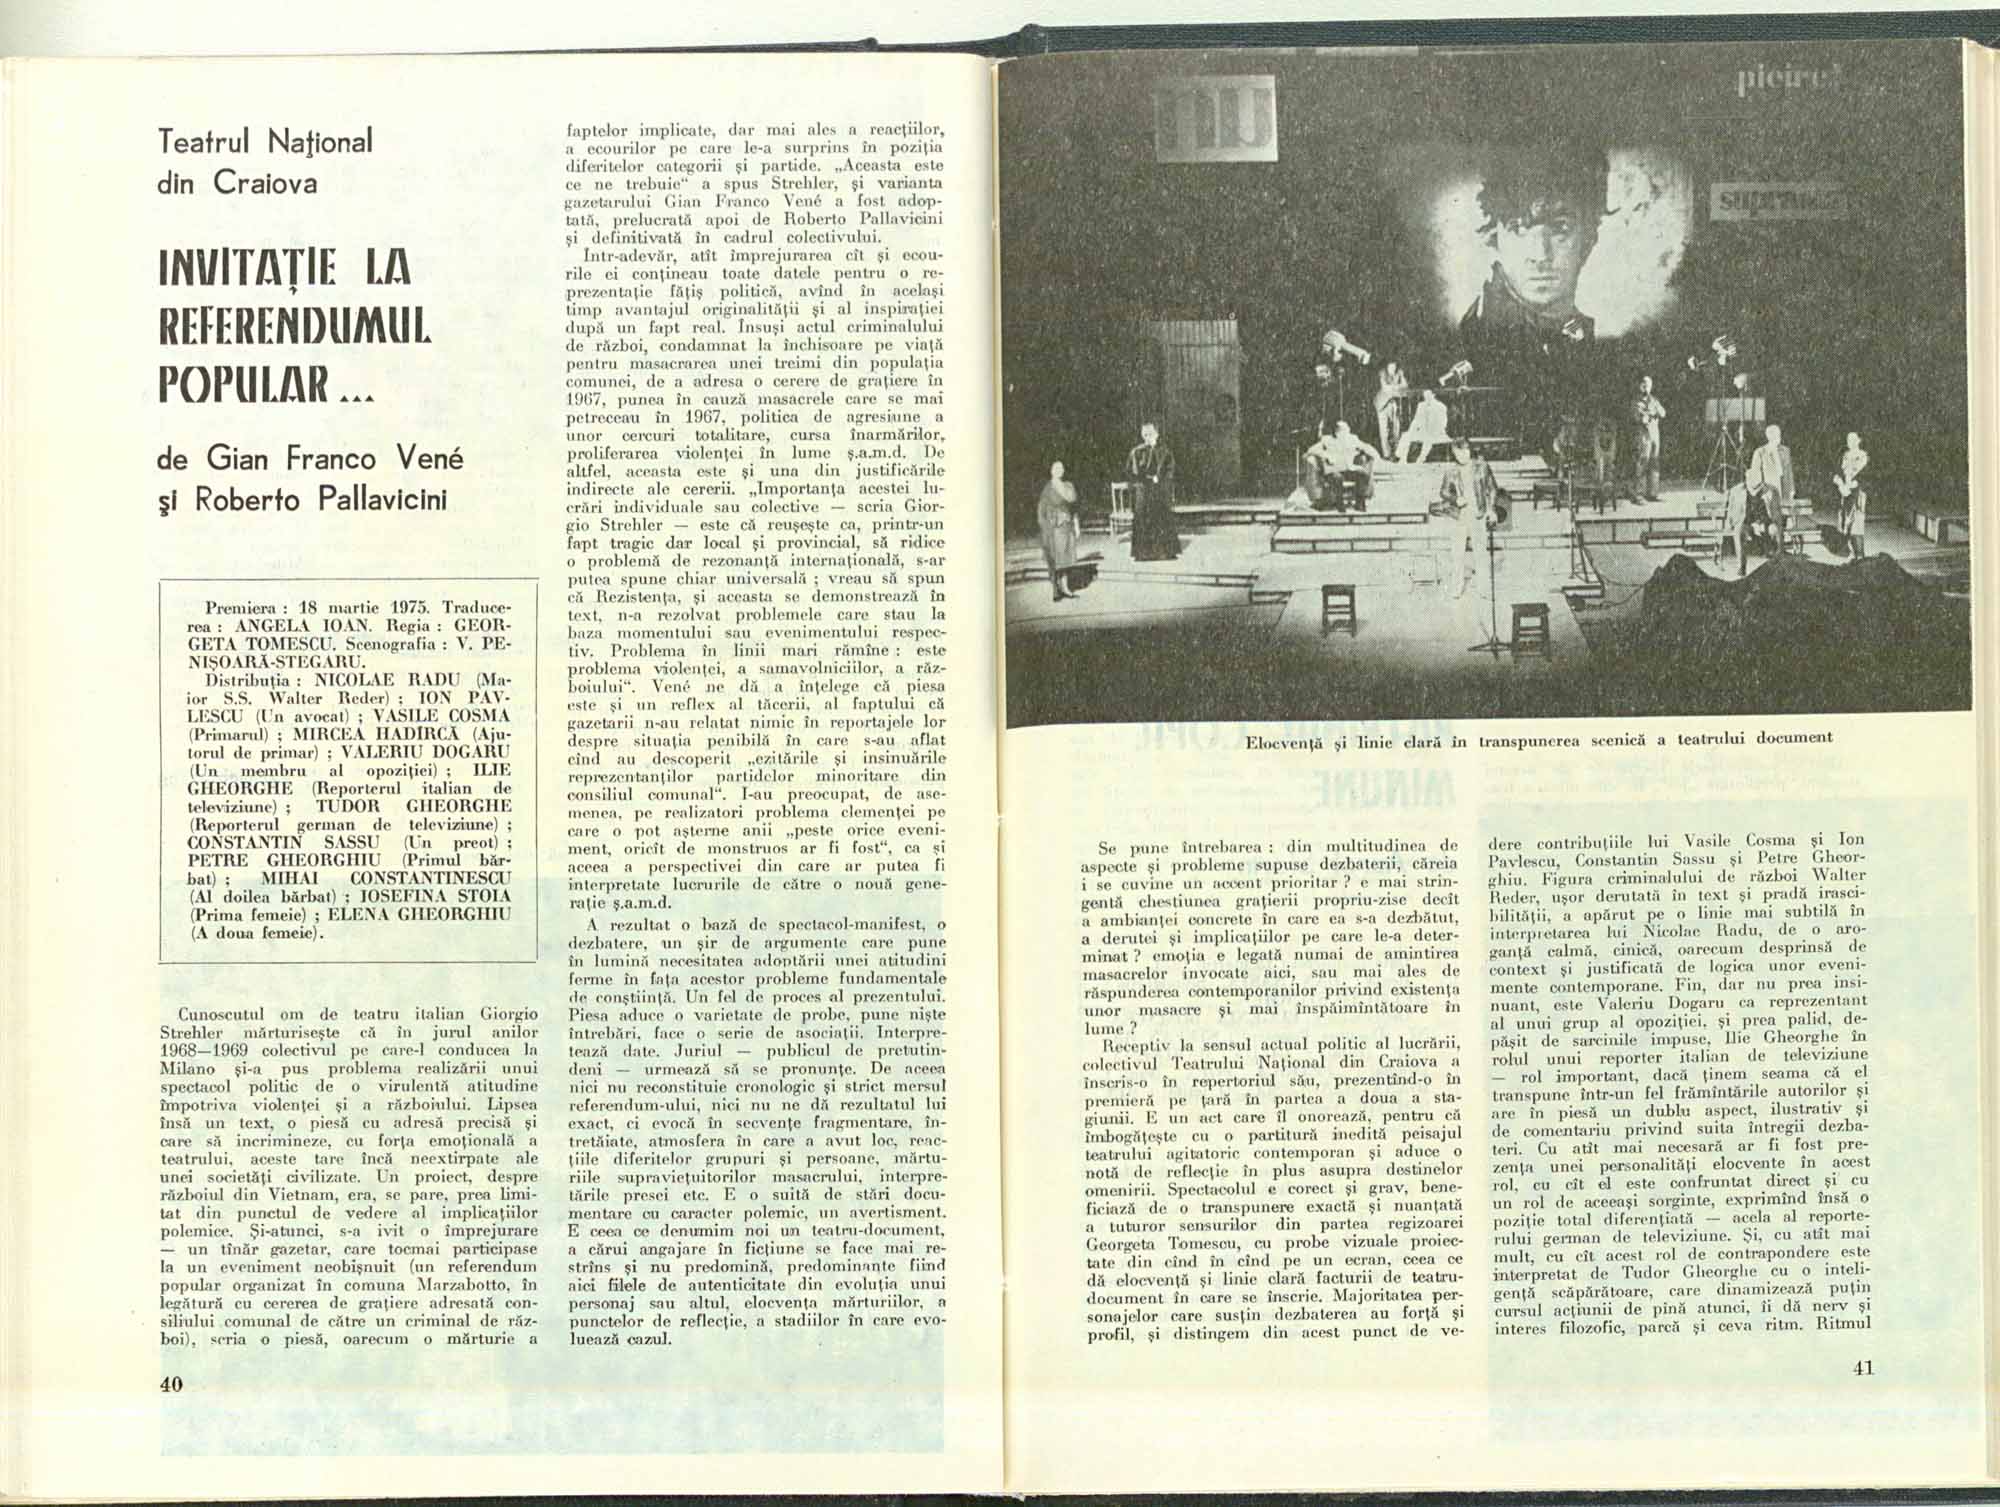 Teatrul Naţional
din Craiova
INVITAŢIE LA
REFERENDUMUL
POPULAR ...
de Gian Franco Vené
şi Roberto Pallavicini
Premiera : 18 martie 1975. Traduce-
rea : ANGELA IOAN. Regia : GEOR-
GETA TOMESCU. Scenografia : V. PE-
NIŞOARĂ-STEGARU.
Distribuţia : NICOLAE RADU (Ma-
ior S.S. Walter Reder) ; ION PAV-
LESCU (Un avocat) ; VASILE COSMA
(Primarul) ; MIRCEA HADÎRCĂ (Aju-
torul de primar) ; VALERIU DOGARU
(Un membru al opoziţiei) ; ILIE
GHEORGHE (Reporterul italian de
televiziune) ; TUDOR GHEORGHE
(Reporterul german de televiziune) ;
CONSTANTIN SASSU (Un preot) ;
PETRE GHEORGHIU (Primul băr-
bat) ; MIHAI CONSTANTINESCU
(Al doilea bărbat) ; IOSEFINA STOIA
(Prima femeie) ; ELENA GHEORGHIU
(A doua femeie).
Cunoscutul om de teatru italian Giorgio
Strehler mărturiseşte că în jurul anilor
1968—1969 colectivul pe care-l conducea la
Milano şi-a pus problema realizării unui
spectacol politic de o virulentă atitudine
împotriva violenţei şi a războiului. Lipsea
însă un text, o piesă cu adresă precisă şi
care să incrimineze, cu forţa emoţională a
teatrului, aceste tare încă neextirpate ale
unei societăţi civilizate. Un proiect, despre
războiul din Vietnam, era, se pare, prea limi-
tat din punctul de vedere al implicaţiilor
polemice. Şi-atunci, s-a ivit o împrejurare
— un tînăr gazetar, care tocmai participase
la un eveniment neobişnuit (un referendum
popular organizat în comuna Marzabotto, în
legătură cu cererea de graţiere adresată con-
siliului comunal de către un criminal de răz-
boi), scria o piesă, oarecum o mărturie a
40
faptelor implicate, dar mai ales a reacţiilor,
a ecourilor pe care le-a surprins în poziţia
diferitelor categorii şi partide. „Aceasta este
ce ne trebuie“ a spus Strehler, şi varianta
gazetarului Gian Franco Vené a fost adop-
tată, prelucrată apoi de Roberto Pallavicini
şi definitivată în cadrul colectivului.
Într-adevăr, atît împrejurarea cît şi ecou-
rile ei conţineau toate datele pentru o re-
prezentaţie făţiş politică, avînd în acelaşi
timp avantajul originalităţii şi al inspiraţiei
după un fapt real. Însuşi actul criminalului
de război, condamnat la închisoare pe viaţă
pentru masacrarea unei treimi din populaţia
comunei, de a adresa o cerere de graţiere în
1967, punea în cauză masacrele care se mai
petreceau în 1967, politica de agresiune a
unor cercuri totalitare, cursa înarmărilor,
proliferarea violenţei în lume ş.a.m.d. De
altfel, aceasta este şi una din justificările
indirecte ale cererii. „Importanţa acestei lu-
crări individuale sau colective — scria Gior-
gio Strehler — este că reuşeşte ca, printr-un
fapt tragic dar local şi provincial, să ridice
o problemă de rezonanţă internaţională, s-ar
putea spune chiar universală ; vreau să spun
că Rezistenţa, şi aceasta se demonstrează în
text, n-a rezolvat problemele care stau la
baza momentului sau evenimentului respec-
tiv. Problema în linii mari rămîne : este
problema violenţei, a samavolniciilor, a răz-
boiului“. Vené ne dă a înţelege că piesa
este şi un reflex al tăcerii, al faptului că
gazetarii n-au relatat nimic în reportajele lor
despre situaţia penibilă în care s-au aflat
cînd au descoperit „ezitările şi insinuările
reprezentanţilor partidelor minoritare din
consiliul comunal“. I-au preocupat, de ase-
menea, pe realizatori problema clemenţei pe
care o pot aşterne anii „peste orice eveni-
ment, oricît de monstruos ar fi fost“, ca şi
aceea a perspectivei din care ar putea fi
interpretate lucrurile de către o nouă gene-
raţie ş.a.m.d.
A rezultat o bază de spectacol-manifest, o
dezbatere, un şir de argumente care pune
în lumină necesitatea adoptării unei atitudini
ferme în faţa acestor probleme fundamentale
de conştiinţă. Un fel de proces al prezentului.
Piesa aduce o varietate de probe, pune nişte
întrebări, face o serie de asociaţii. Interpre-
tează date. Juriul — publicul de pretutin-
deni — urmează să se pronunţe. De aceea
nici nu reconstituie cronologic şi strict mersul
referendum-ului, nici nu ne dă rezultatul lui
exact, ci evocă în secvenţe fragmentare, în-
tretăiate, atmosfera în care a avut loc, reac-
ţiile diferitelor grupuri şi persoane, mărtu-
riile supravieţuitorilor masacrului, interpre-
tările presei etc. E o suită de stări docu-
mentare cu caracter polemic, un avertisment.
E ceea ce denumim noi un teatru-document,
a cărui angajare în ficţiune se face mai re-
strîns şi nu predomină, predominante fiind
aici filele de autenticitate din evoluţia unui
personaj sau altul, elocvenţa mărturiilor, a
punctelor de reflecţie, a stadiilor în care evo-
luează cazul.
pieire!
Elocvenţă şi linie clară în transpunerea scenică a teatrului document
Se pune întrebarea : din multitudinea de
aspecte şi probleme supuse dezbaterii, căreia
i se cuvine un accent prioritar ? e mai strin-
gentă chestiunea graţierii propriu-zise decît
a ambianţei concrete în care ea s-a dezbătut,
a derutei şi implicaţiilor pe care le-a deter-
minat ? emoţia e legată numai de amintirea
masacrelor invocate aici, sau mai ales de
răspunderea contemporanilor privind existenţa
unor masacre şi mai înspăimîntătoare în
lume ?
Receptiv la sensul actual politic al lucrării,
colectivul Teatrului Naţional din Craiova a
înscris-o în repertoriul său, prezentînd-o în
premieră pe ţară în partea a doua a sta-
giunii. E un act care îl onorează, pentru că
îmbogăţeşte cu o partitură inedită peisajul
teatrului agitatoric contemporan şi aduce o
notă de reflecţie în plus asupra destinelor
omenirii. Spectacolul e corect şi grav, bene-
ficiază de o transpunere exactă şi nuanţată
a tuturor sensurilor din partea regizoarei
Georgeta Tomescu, cu probe vizuale proiec-
tate din cînd în cînd pe un ecran, ceea ce
dă elocvenţă şi linie clară facturii de teatru-
document în care se înscrie. Majoritatea per-
sonajelor care susţin dezbaterea au forţă şi
profil, şi distingem din acest punct de ve-
dere contribuţiile lui Vasile Cosma şi Ion
Pavlescu, Constantin Sassu şi Petre Gheor-
ghiu. Figura criminalului de război Walter
Reder, uşor derutată în text şi pradă irasci-
bilităţii, a apărut pe o linie mai subtilă în
interpretarea lui Nicolae Radu, de o aro-
ganţă calmă, cinică, oarecum desprinsă de
context şi justificată de logica unor eveni-
mente contemporane. Fin, dar nu prea insi-
nuant, este Valeriu Dogaru ca reprezentant
al unui grup al opoziţiei, şi prea palid, de-
păşit de sarcinile impuse, Ilie Gheorghe în
rolul unui reporter italian de televiziune
— rol important, dacă ţinem seama că el
transpune într-un fel frămîntările autorilor şi
are în piesă un dublu aspect, ilustrativ şi
de comentariu privind suita întregii dezba-
teri. Cu atît mai necesară ar fi fost pre-
zenţa unei personalităţi elocvente în acest
rol, cu cît el este confruntat direct şi cu
un rol de aceeaşi sorginte, exprimînd însă o
poziţie total diferenţiată — acela al reporte-
rului german de televiziune. Şi, cu atît mai
mult, cu cît acest rol de contrapondere este
interpretat de Tudor Gheorghe cu o inteli-
genţă scăpărătoare, care dinamizează puţin
cursul acţiunii de pînă atunci, îi dă nerv şi
interes filozofic, parcă şi ceva ritm. Ritmul
41